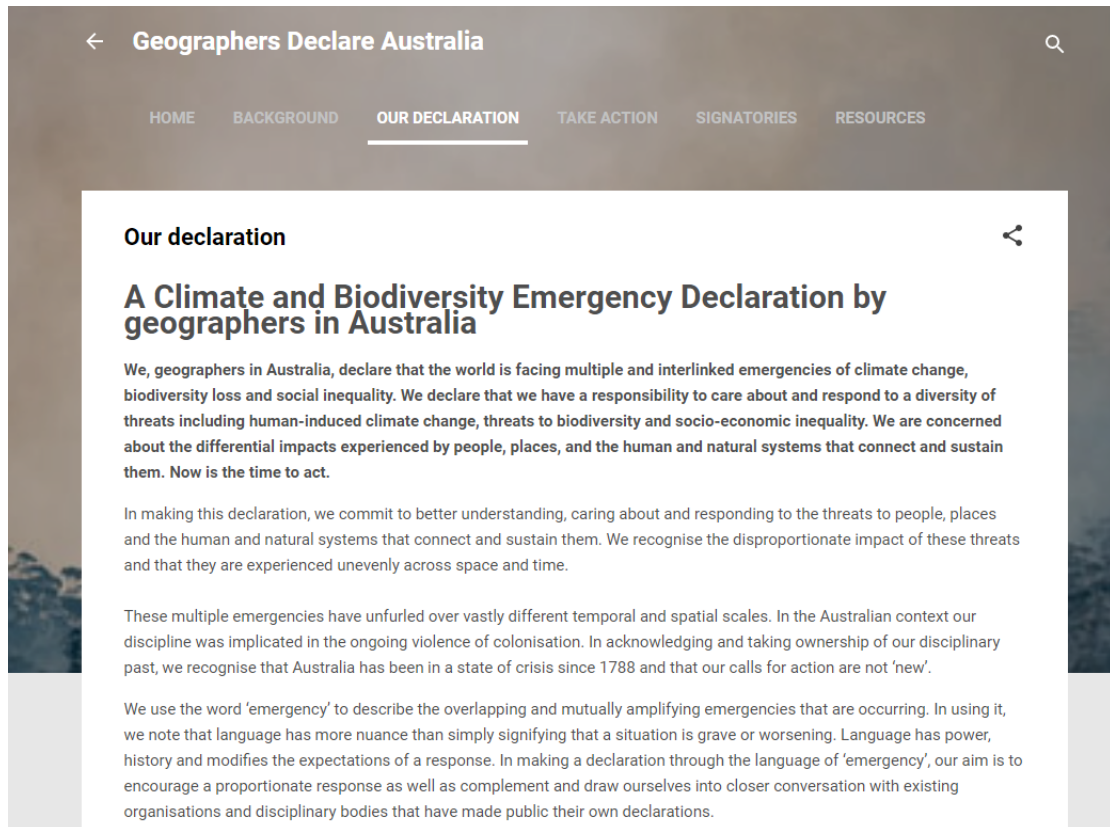 Geographers Declare Australia
HOME BACKGROUND OUR DECLARATION TAKE ACTION SIGNATORIES RESOURCES
Our declaration
A Climate and Biodiversity Emergency Declaration by
geographers in Australia
We, geographers in Australia, declare that the world is facing multiple and interlinked emergencies of climate change,
biodiversity loss and social inequality. We declare that we have a responsibility to care about and respond to a diversity of
threats including human-induced climate change, threats to biodiversity and socio-economic inequality. We are concerned
about the differential impacts experienced by people, places, and the human and natural systems that connect and sustain
them. Now is the time to act.
In making this declaration, we commit to better understanding, caring about and responding to the threats to people, places
and the human and natural systems that connect and sustain them. We recognise the disproportionate impact of these threats
and that they are experienced unevenly across space and time.
These multiple emergencies have unfurled over vastly different temporal and spatial scales. In the Australian context our
discipline was implicated in the ongoing violence of colonisation. In acknowledging and taking ownership of our disciplinary
past, we recognise that Australia has been in a state of crisis since 1788 and that our calls for action are not ‘new’.
We use the word ‘emergency’ to describe the overlapping and mutually amplifying emergencies that are occurring. In using it,
we note that language has more nuance than simply signifying that a situation is grave or worsening. Language has power,
history and modifies the expectations of a response. In making a declaration through the language of ‘emergency’, our aim is to
encourage a proportionate response as well as complement and draw ourselves into closer conversation with existing
organisations and disciplinary bodies that have made public their own declarations.